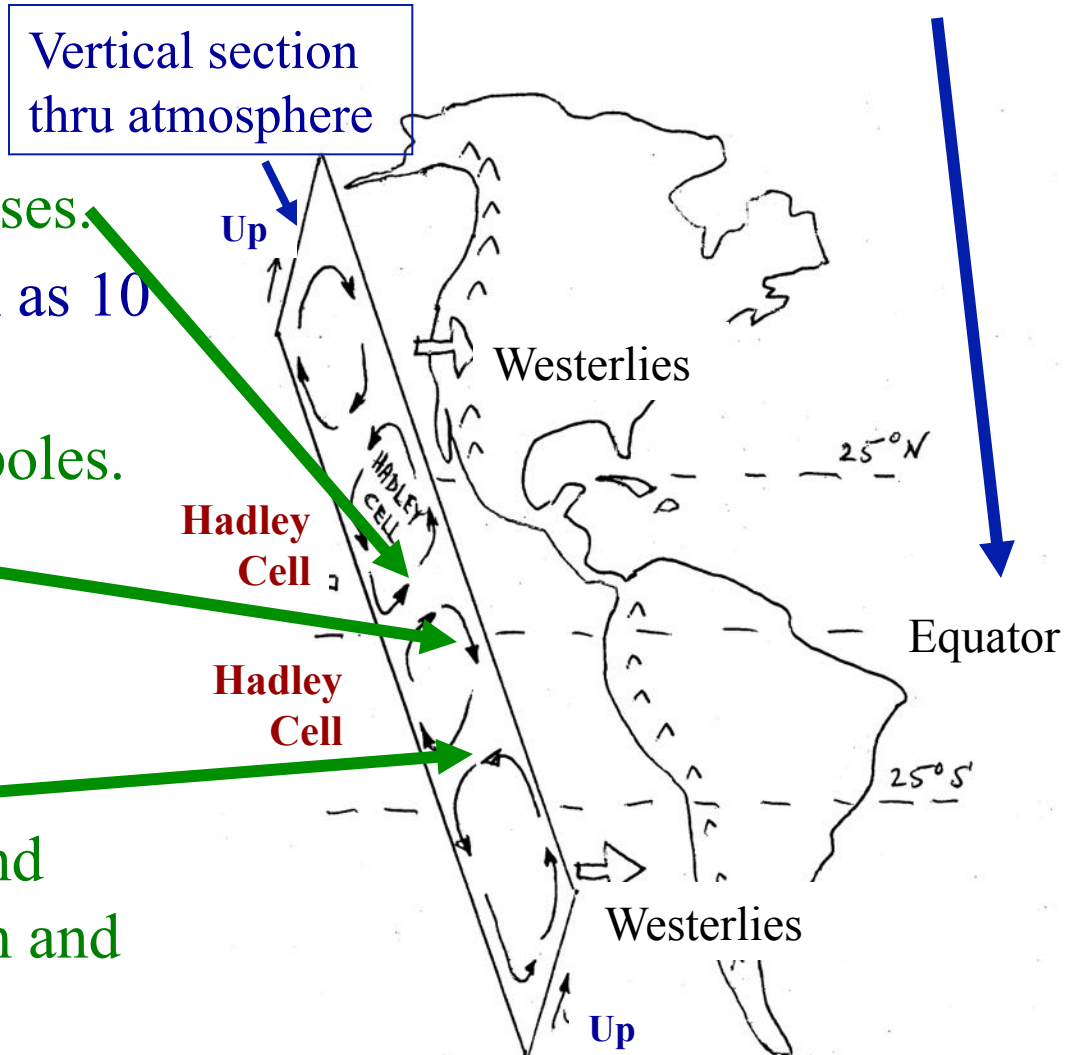 Vertical section
thru atmosphere
ses.
Up
as 10
Westerlies
25°N
poles.
HADLEY
CELL
Hadley
Cell
Equator
Hadley
Cell
25°S
nd
Westerlies
n and
Up